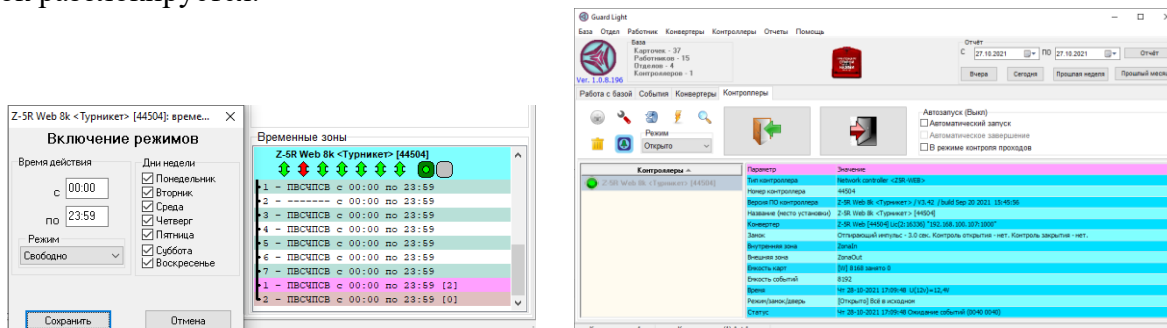 Z-5R Web 8k <Турникет> [44504]: време...
Включение режимов
Время действия
с 00:00
по 23:59
Режим
Свободно
Дни недели
Понедельник
Вторник
Среда
Четверг
Пятница
Суббота
Воскресенье
Сохранить
Отмена
Временные зоны
Z-5R Web 8k <Турникет> [44504]
1 - ПВСЧПСВ с 00:00 по 23:59
2 - ------- с 00:00 по 23:59
3 - ПВСЧПСВ с 00:00 по 23:59
4 - ПВСЧПСВ с 00:00 по 23:59
5 - ПВСЧПСВ с 00:00 по 23:59
6 - ПВСЧПСВ с 00:00 по 23:59
7 - ПВСЧПСВ с 00:00 по 23:59
1 - ПВСЧПСВ с 00:00 по 23:59 [2]
2 - ПВСЧПСВ с 00:00 по 23:59 [0]
Guard Light
База Отдел Работник Конвертеры Контроллеры Отчеты Помощь
База
Карточек - 37
Работников - 15
Отделов - 4
Контроллеров - 1
Ver. 1.0.8.196
Отчёт
С 27.10.2021 ПО 27.10.2021 Отчёт
Вчера Сегодня Прошлая неделя Прошлый меся
Работа с базой События Конвертеры Контроллеры
Режим
Открыто
Автозапуск (Выкл)
Автоматический запуск
Автоматическое завершение
В режиме контроля проходов
Контроллеры
Z-5R Web 8k <Турникет> [44504]
Параметр Значение
Тип контроллера Network controller <Z5R-WEB>
Номер контроллера 44504
Версия ПО контроллера Z-5R Web 8k <Турникет> / V3.42 / build Sep 20 2021 15:45:56
Название (место установки) Z-5R Web 8k <Турникет> [44504]
Конвертер Z-5R Web [44504] Lic(2:16336) "192.168.100.107:1000"
Замок Отпирающий импульс - 3.0 сек. Контроль открытия - нет. Контроль закрытия - нет.
Внутренняя зона ZonaIn
Внешняя зона ZonaOut
Емкость карт [W] 8168 занято 0
Емкость событий 8192
Время Чт 28-10-2021 17:09:48 U(12v)=12,4V
Режим/замок/дверь [Открыто] Всё в исходном
Статус Чт 28-10-2021 17:09:48 Ожидание событий (0040 0040)